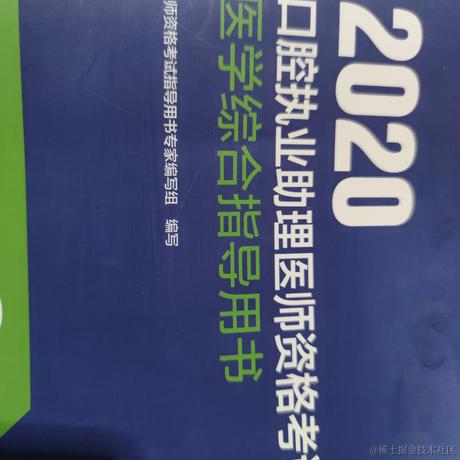 2020
口腔执业助理医师资格考
医学综合指导用书
师资格考试指导用书专家编写组 编写
@稀土掘金技术社区